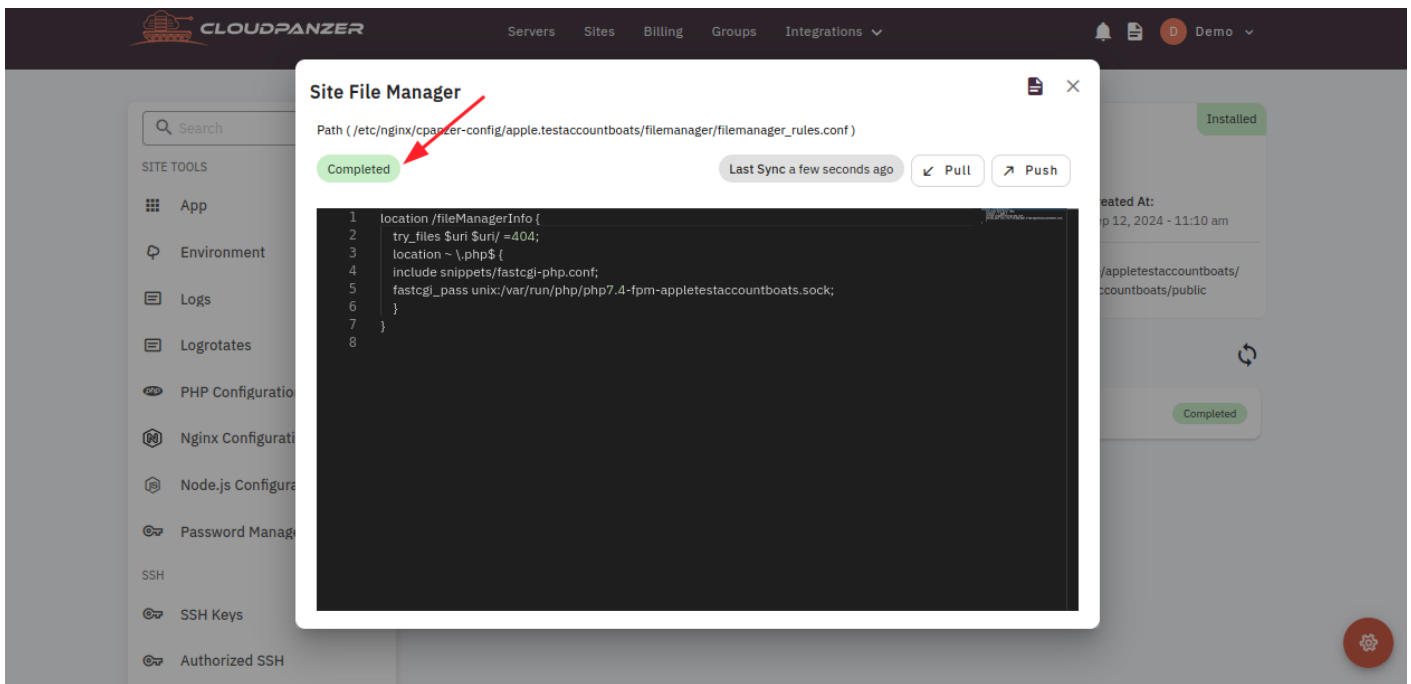 CLOUDPANZER
Servers Sites Billing Groups Integrations
D Demo
Site File Manager
Path ( /etc/nginx/cpanzer-config/apple.testaccountboats/filemanager/filemanager_rules.conf )
Completed
Last Sync a few seconds ago
Pull
Push
1 location /fileManagerInfo {
2 try_files $uri $uri/ =404;
3 location ~ \.php$ {
4 include snippets/fastcgi-php.conf;
5 fastcgi_pass unix:/var/run/php/php7.4-fpm-appletestaccountboats.sock;
6 }
7 }
8
Search
SITE TOOLS
App
Environment
Logs
Logrotates
php PHP Configuratio
Nginx Configurati
Node.js Configura
Password Manage
SSH
SSH Keys
Authorized SSH
Installed
eated At:
ep 12, 2024 - 11:10 am
/appletestaccountboats/
ccountboats/public
Completed